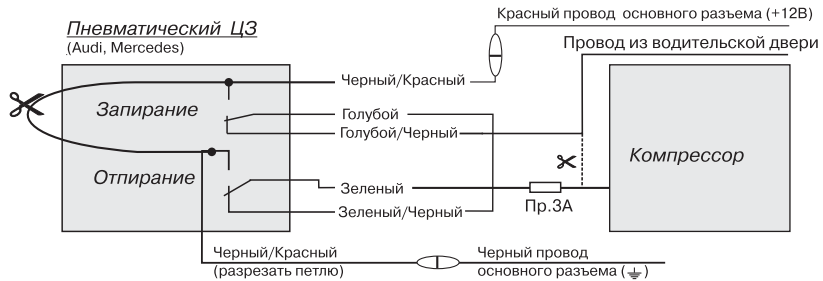 Пневматический ЦЗ
(Audi, Mercedes)
Красный провод основного разъема (+12В)
Провод из водительской двери
Черный/Красный
Запирание
Голубой
Голубой/Черный
Компрессор
Отпирание
Зеленый
Пр.3А
Зеленый/Черный
Черный/Красный
(разрезать петлю)
Черный провод
основного разъема (⏚)